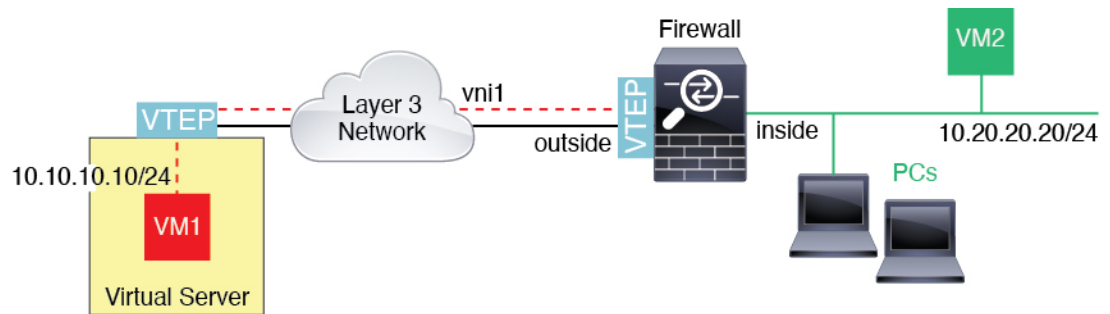 Firewall
VM2
VTEP
Layer 3
Network
vni1
outside
VTEP
inside
10.20.20.20/24
10.10.10.10/24
VM1
PCs
Virtual Server